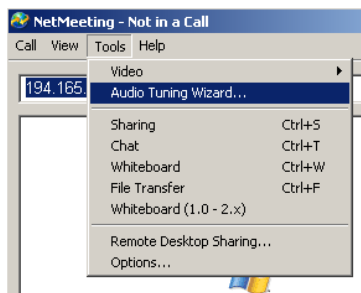 NetMeeting - Not in a Call
Call View Tools Help
Video
194.165.
Audio Tuning Wizard...
Sharing Ctrl+S
Chat Ctrl+T
Whiteboard Ctrl+W
File Transfer Ctrl+F
Whiteboard (1.0 - 2.x)
Remote Desktop Sharing...
Options...